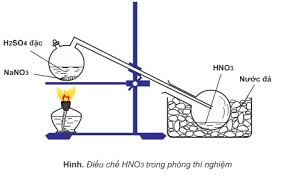 H2SO4 đặc
NaNO3
HNO3
Nước đá
Hình. Điều chế HNO3 trong phòng thí nghiệm